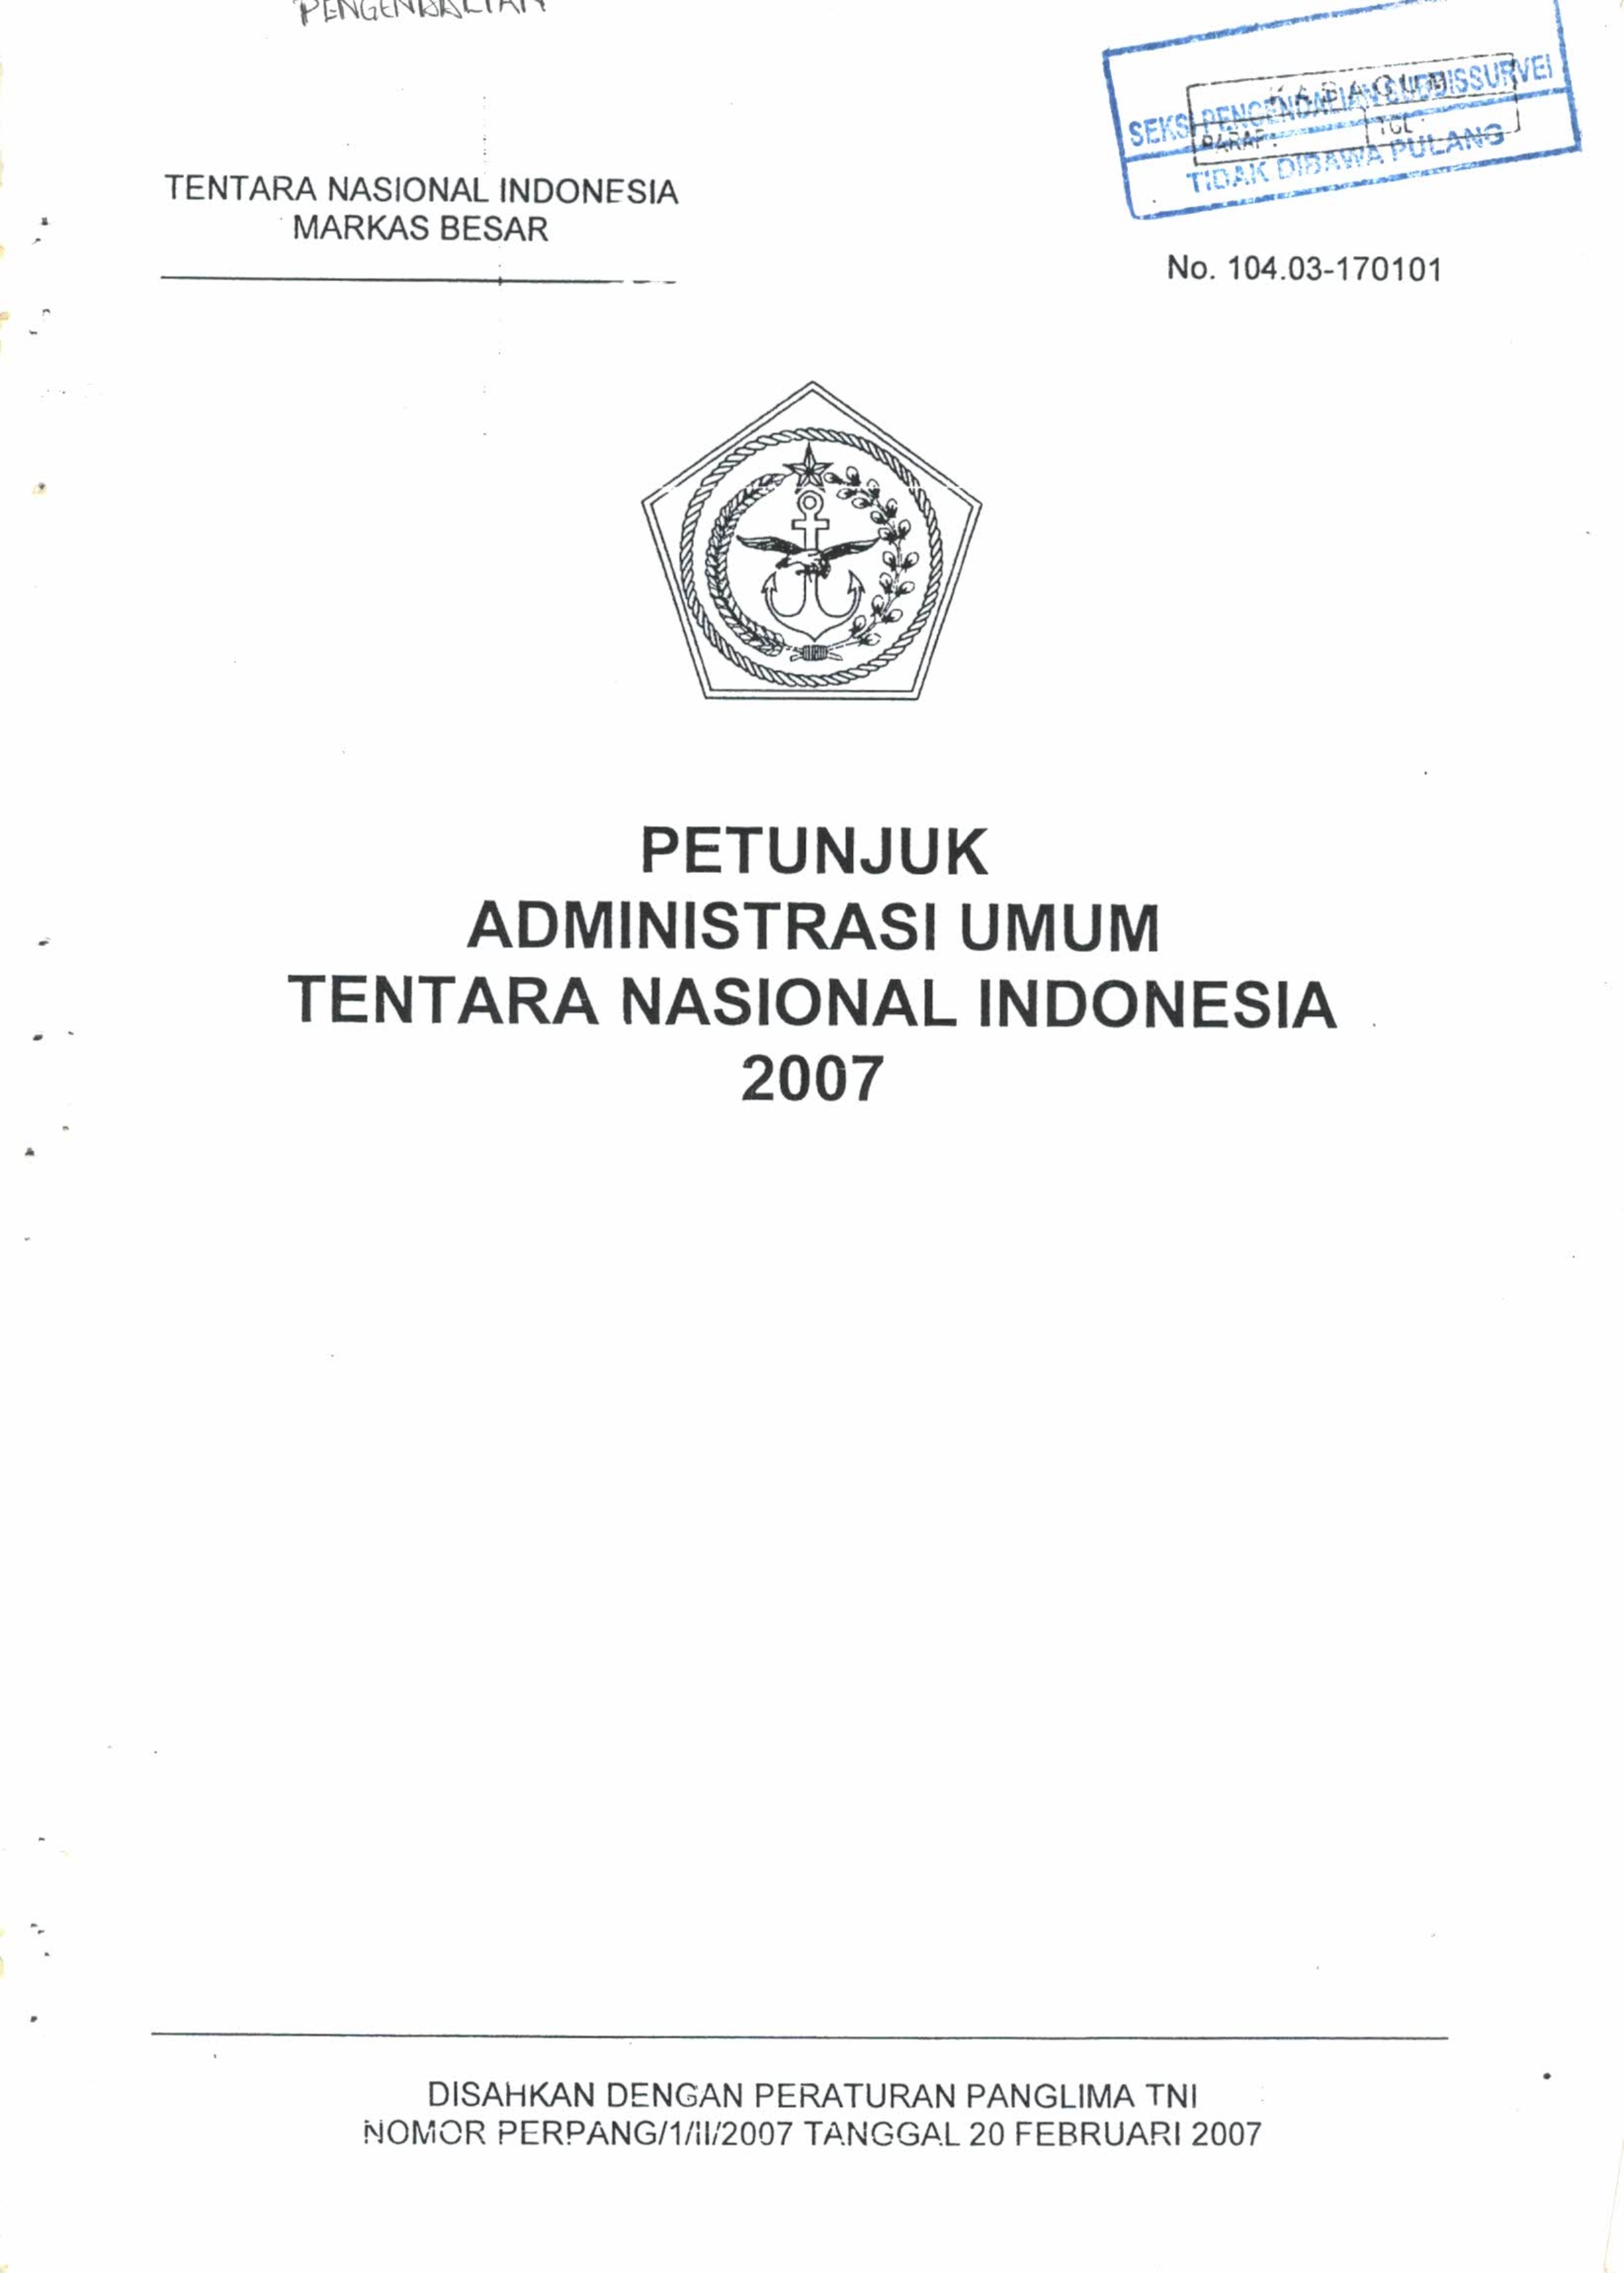 PENGENDALIAN
SEKSI PENGENDALIAN SUBDISSURVEI
PARAF : TGL :
TIDAK DIBAWA PULANG
TENTARA NASIONAL INDONESIA
MARKAS BESAR
No. 104.03-170101
PETUNJUK
ADMINISTRASI UMUM
TENTARA NASIONAL INDONESIA
2007
DISAHKAN DENGAN PERATURAN PANGLIMA TNI
NOMOR PERPANG/1/II/2007 TANGGAL 20 FEBRUARI 2007